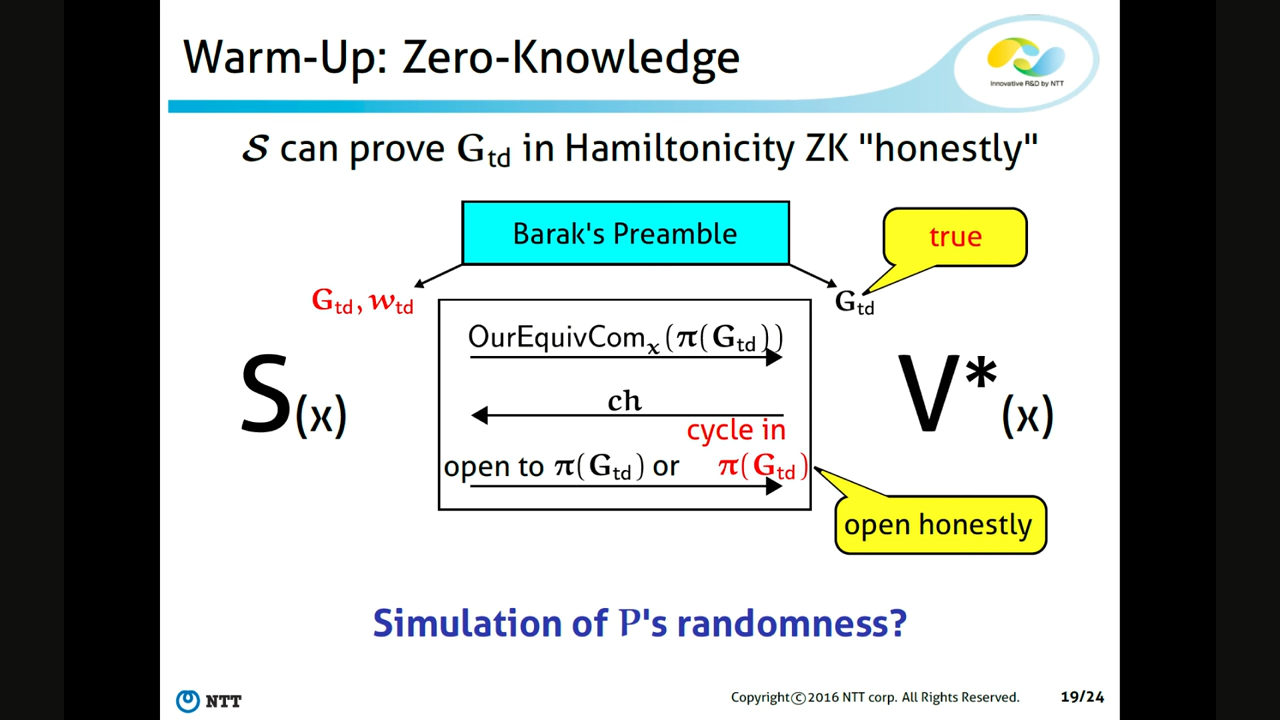 Warm-Up: Zero-Knowledge
Innovative R&D by NTT
𝒮 can prove G_td in Hamiltonicity ZK "honestly"
Barak's Preamble
true
G_td, w_td
G_td
OurEquivCom_x(π(G_td))
S(x)
ch
V*(x)
cycle in
open to π(G_td) or π(G_td)
open honestly
Simulation of P's randomness?
NTT
Copyright©2016 NTT corp. All Rights Reserved.
19/24